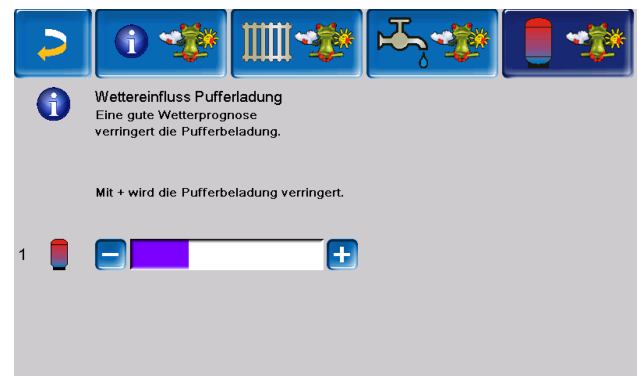 Wettereinfluss Pufferladung
Eine gute Wetterprognose
verringert die Pufferbeladung.
Mit + wird die Pufferbeladung verringert.
1